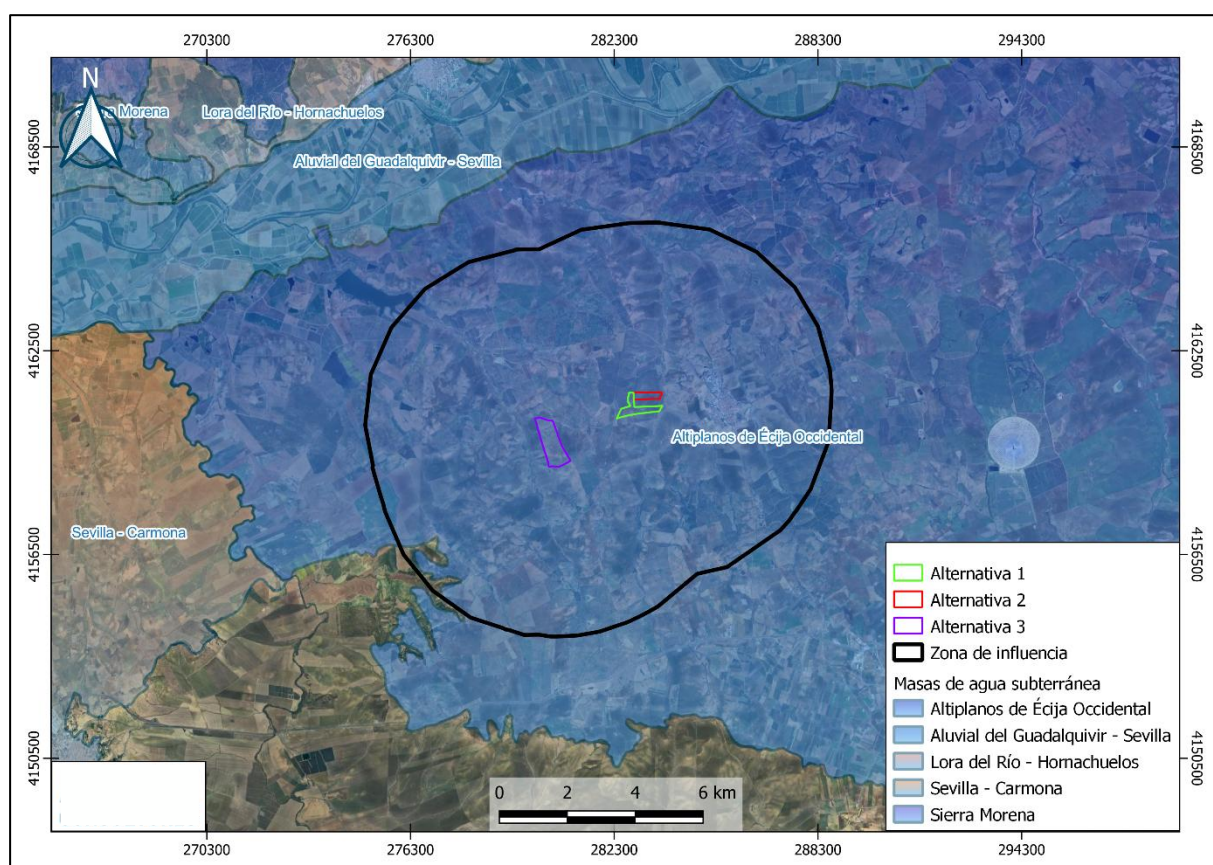 270300 276300 282300 288300 294300
N
Sierra Morena
Lora del Río - Hornachuelos
4168500 4168500
Aluvial del Guadalquivir - Sevilla
4162500 4162500
Altiplanos de Écija Occidental
Sevilla - Carmona
4156500 4156500
Alternativa 1
Alternativa 2
Alternativa 3
Zona de influencia
Masas de agua subterránea
Altiplanos de Écija Occidental
Aluvial del Guadalquivir - Sevilla
Lora del Río - Hornachuelos
Sevilla - Carmona
Sierra Morena
4150500 4150500
0 2 4 6 km
270300 276300 282300 288300 294300